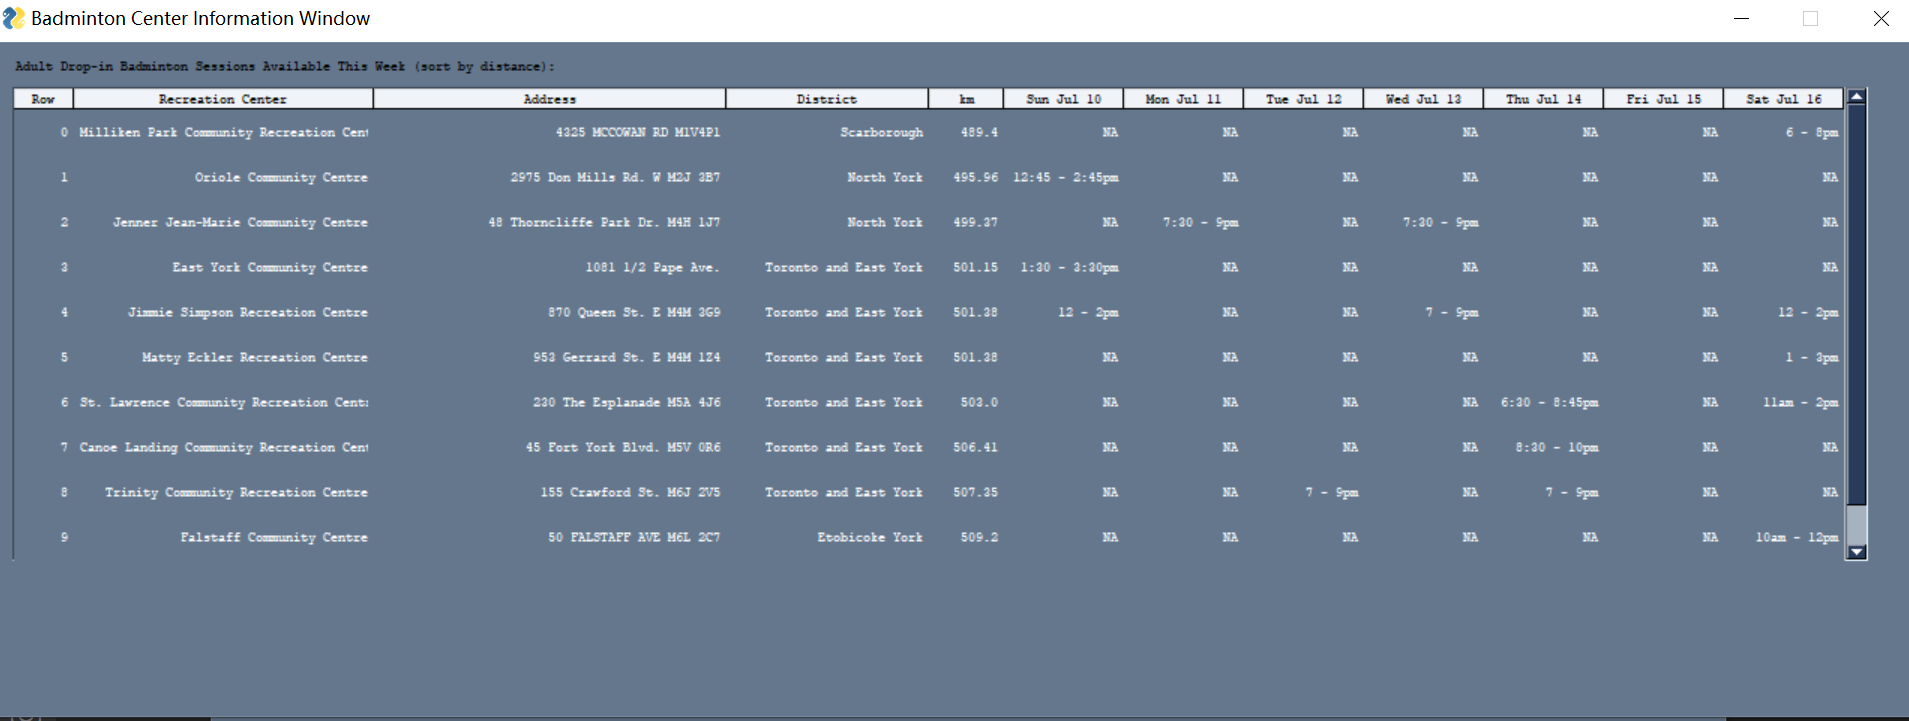 Badminton Center Information Window
Adult Drop-in Badminton Sessions Available This Week (sort by distance):
Row Recreation Center Address District km Sun Jul 10 Mon Jul 11 Tue Jul 12 Wed Jul 13 Thu Jul 14 Fri Jul 15 Sat Jul 16
0 Milliken Park Community Recreation Cent 4325 MCCOWAN RD M1V4P1 Scarborough 489.4 NA NA NA NA NA NA 6 - 8pm
1 Oriole Community Centre 2975 Don Mills Rd. W M2J 3B7 North York 495.96 12:45 - 2:45pm NA NA NA NA NA NA
2 Jenner Jean-Marie Community Centre 48 Thorncliffe Park Dr. M4H 1J7 North York 499.37 NA 7:30 - 9pm NA 7:30 - 9pm NA NA NA
3 East York Community Centre 1081 1/2 Pape Ave. Toronto and East York 501.15 1:30 - 3:30pm NA NA NA NA NA NA
4 Jimmie Simpson Recreation Centre 870 Queen St. E M4M 3G9 Toronto and East York 501.38 12 - 2pm NA NA 7 - 9pm NA NA 12 - 2pm
5 Matty Eckler Recreation Centre 953 Gerrard St. E M4M 1Z4 Toronto and East York 501.38 NA NA NA NA NA NA 1 - 3pm
6 St. Lawrence Community Recreation Cent 230 The Esplanade M5A 4J6 Toronto and East York 503.0 NA NA NA NA 6:30 - 8:45pm NA 11am - 2pm
7 Canoe Landing Community Recreation Cent 45 Fort York Blvd. M5V 0R6 Toronto and East York 506.41 NA NA NA NA 8:30 - 10pm NA NA
8 Trinity Community Recreation Centre 155 Crawford St. M6J 2V5 Toronto and East York 507.35 NA NA 7 - 9pm NA 7 - 9pm NA NA
9 Falstaff Community Centre 50 FALSTAFF AVE M6L 2C7 Etobicoke York 509.2 NA NA NA NA NA NA 10am - 12pm